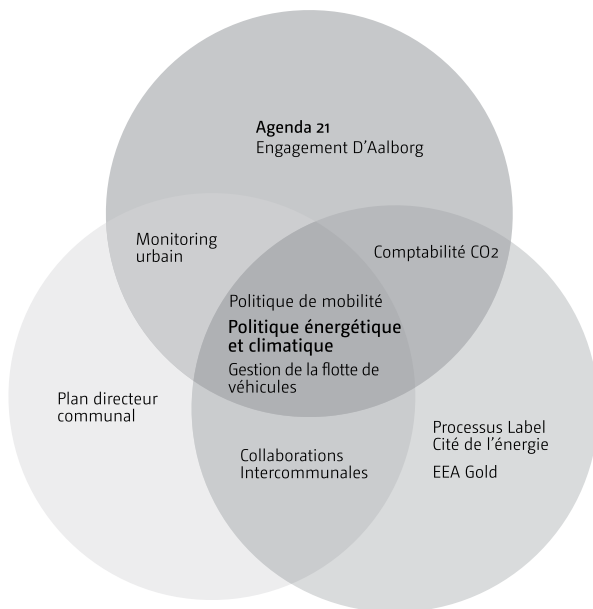 Agenda 21
Engagement D'Aalborg
Monitoring
urbain
Comptabilité CO2
Politique de mobilité
Politique énergétique
et climatique
Gestion de la flotte de
véhicules
Plan directeur
communal
Collaborations
Intercommunales
Processus Label
Cité de l'énergie
EEA Gold